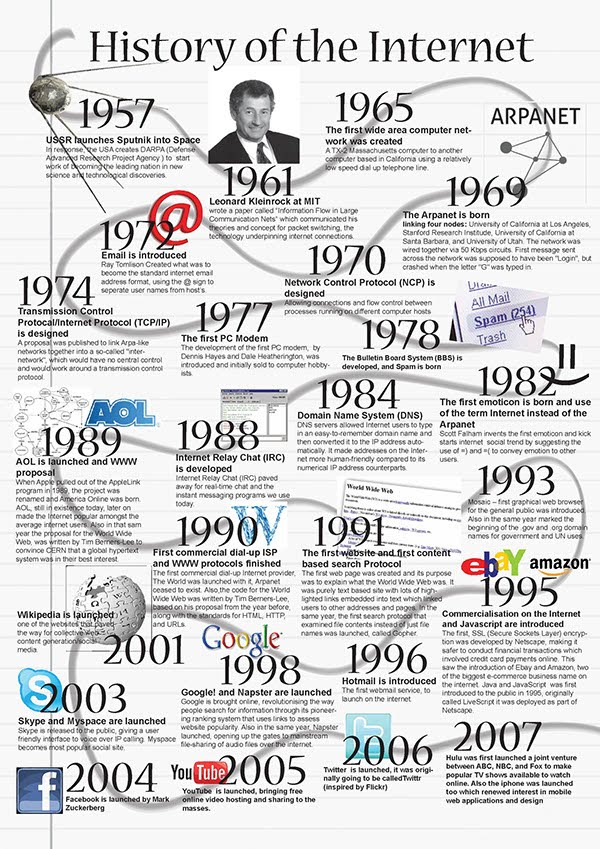 History of the Internet
1957
USSR launches Sputnik into Space
In response, the USA creates DARPA (Defense
Advanced Research Project Agency ) to start
work of becoming the leading nation in new
science and technological discoveries.
1961
Leonard Kleinrock at MIT
wrote a paper called "Information Flow in Large
Communication Nets" which communicated his
theories and concept for packet switching, the
technology underpinning internet connections.
1965
The first wide area computer net-
work was created
A TX-2 Massachusetts computer to another
computer based in California using a relatively
low speed dial up telephone line.
ARPANET
1969
The Arpanet is born
linking four nodes: University of California at Los Angeles,
Stanford Research Institude, University of California at
Santa Barbara, and University of Utah. The network was
wired together via 50 Kbps circuits. First message sent
across the network was supposed to have been "Login", but
crashed when the letter "G" was typed in.
@
1972
Email is introduced
Ray Tomlison Created what was to
become the standard internet email
address format, using the @ sign to
seperate user names from host's.
1970
Network Control Protocol (NCP) is
designed
Allowing connections and flow control between
processes running on different computer hosts
1974
Transmission Control
Protocal/Internet Protocol (TCP/IP)
is designed
A proposal was published to link Arpa-like
networks together into a so-called "inter-
network", which would have no central control
and would work around a transmission control
protocol.
1977
The first PC Modem
The development of the first PC modem, by
Dennis Hayes and Dale Heatherington, was
introduced and initially sold to computer hobby-
ists.
All Mail
Spam (254)
Trash
1978
The Bulletin Board System (BBS) is
developed, and Spam is born
=)
1982
The first emoticon is born and use
of the term Internet instead of the
Arpanet
Scott Falham invents the first emoticon and kick
starts internet social trend by suggesting the
use of =) and =( to convey emotion to other
users.
1984
Domain Name System (DNS)
DNS servers allowed Internet users to type
in an easy-to-remember domain name and
then converted it to the IP address auto-
matically. It made addresses on the Inter-
net more human-friendly compared to its
numerical IP address counterparts.
AOL
1989
AOL is launched and WWW
proposal
When Apple pulled out of the AppleLink
program in 1989, the project was
renamed and America Online was born.
AOL, still in existence today, later on
made the Internet popular amongst the
average internet users. Also in that sam
year the proposal for the World Wide
Web, was written by Tim Berners-Lee to
convince CERN that a global hypertext
system was in their best interest.
1988
Internet Relay Chat (IRC)
is developed
Internet Relay Chat (IRC) paved
away for real-time chat and the
instant messaging programs we use
today.
World Wide Web
1993
Mosaic – first graphical web browser
for the general public was introduced.
Also in the same year marked the
beginning of the .gov and .org domain
names for government and UN uses.
W
1990
First commercial dial-up ISP
and WWW protocols finished
The first commercial dial-up internet provider,
The World was launched with it, Arpanet
ceased to exist. Also,the code for the World
Wide Web was written by Tim Berners-Lee,
based on his proposal from the year before,
along with the standards for HTML, HTTP,
and URLs.
1991
The first website and first content
based search Protocol
The first web page was created and its purpose
was to explain what the World Wide Web was. It
was purely text based site with lots of high-
lighted links embedded into text which linked
users to other addresses and pages. In the
same year, the first search protocol that
examined file contents instead of just file
names was launched, called Gopher.
ebaY amazon
1995
Commercialisation on the Internet
and Javascript are introduced
The first, SSL (Secure Sockets Layer) encryp-
tion was developed by Netscape, making it
safer to conduct financial transactions which
involved credit card payments online. This
saw the introduction of Ebay and Amazon, two
of the biggest e-commerce business name on
the internet. Java and JavaScript was first
introduced to the public in 1995, originally
called LiveScript it was deployed as part of
Netscape.
Wikipedia is launched
one of the websites that paves
the way for collective web
content generation/social
media.
2001
Google
1998
Google! and Napster are launched
Google is brought online, revolutionising the way
people search for information through its pioneer-
ing ranking system that uses links to assess
website popularity. Also in the same year, Napster
launched, opening up the gates to mainstream
file-sharing of audio files over the internet.
1996
Hotmail is introduced
The first webmail service, to
launch on the internet.
S
2003
Skype and Myspace are launched
Skype is released to the public, giving a user
friendly interface to voice over IP calling. Myspace
becomes most popular social site.
f
2004
Facebook is launched by Mark
Zuckerberg
YouTube
2005
YouTube is launched, bringing free
online video hosting and sharing to the
masses.
t
2006
Twitter is launched, it was orig-
nally going to be calledTwittr
(inspired by Flickr)
2007
Hulu was first launched a joint venture
between ABC, NBC, and Fox to make
popular TV shows available to watch
online. Also the iphone was launched
too which renewed interest in mobile
web applications and design